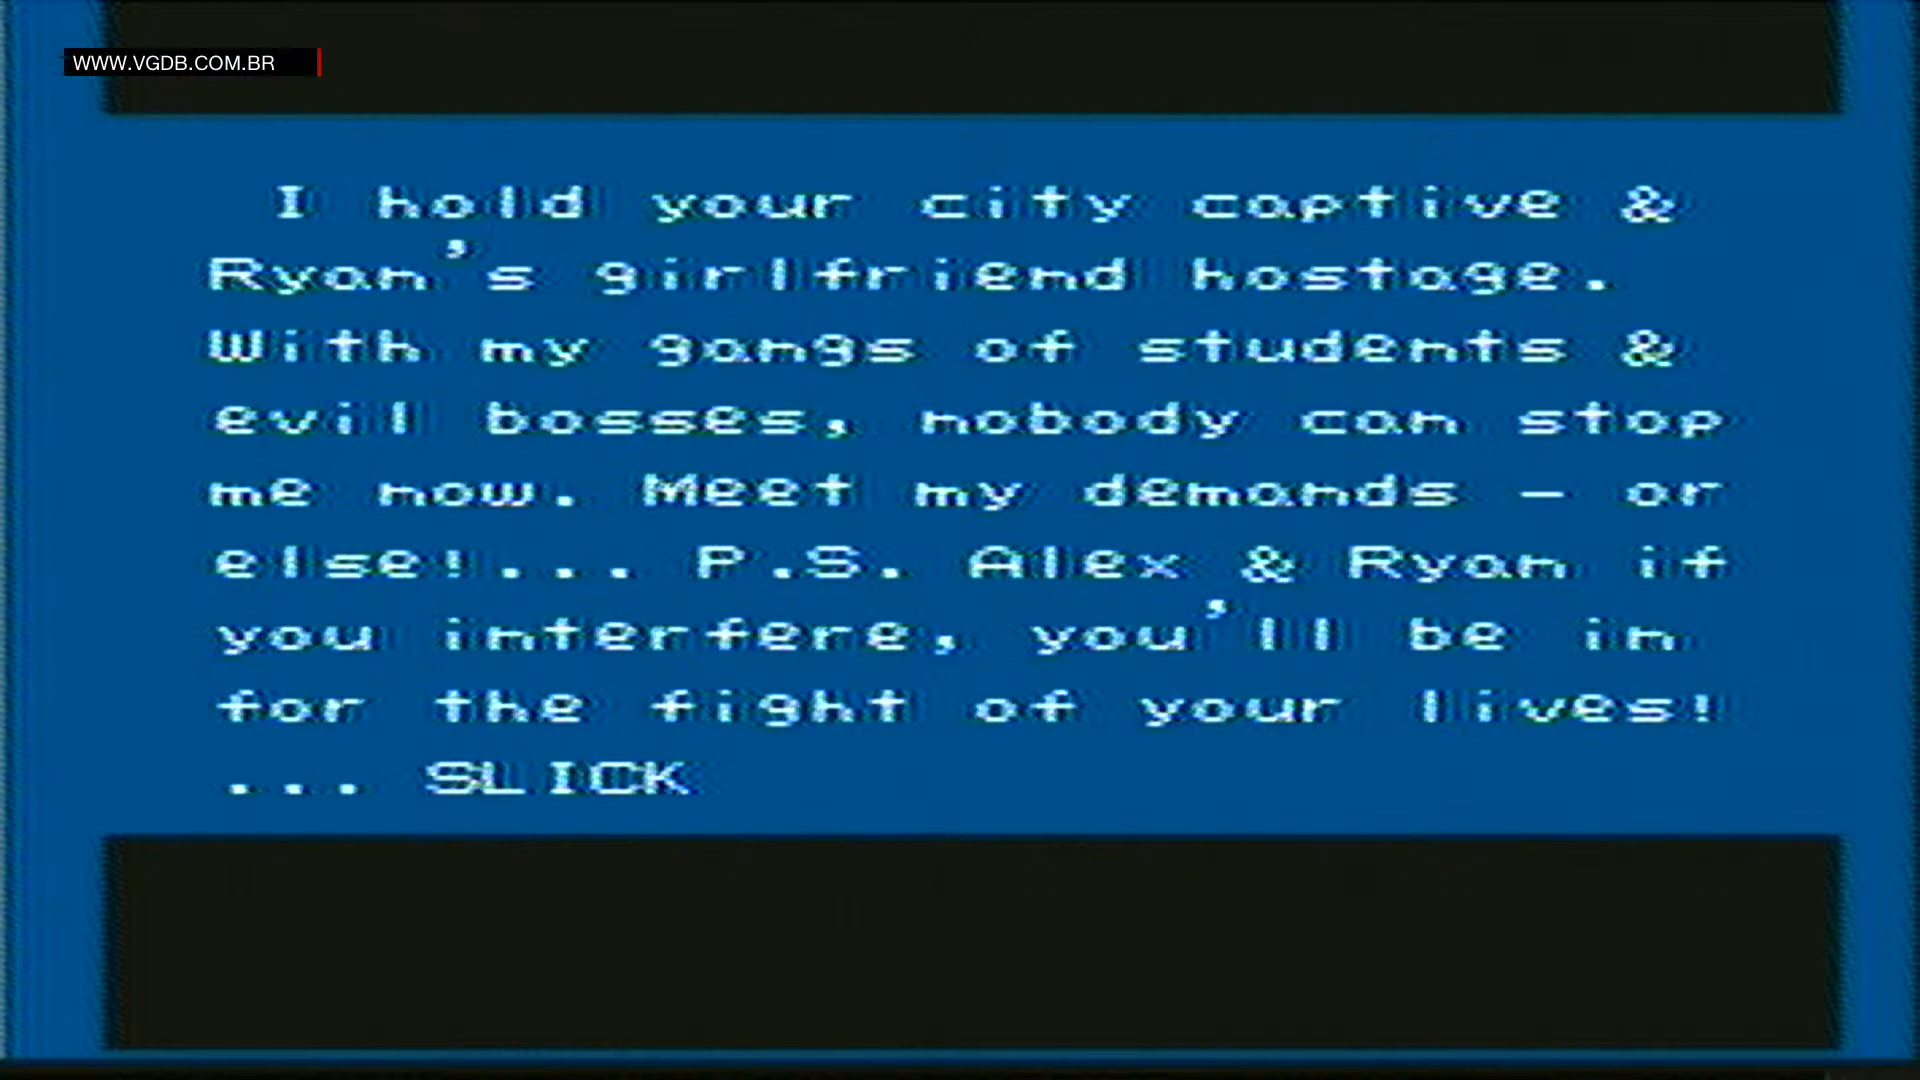 WWW.VGDB.COM.BR
I hold your city captive &
Ryan's girlfriend hostage.
With my gangs of students &
evil bosses, nobody can stop
me now. Meet my demands - or
else!... P.S. Alex & Ryan if
you interfere, you'll be in
for the fight of your lives!
... SLICK